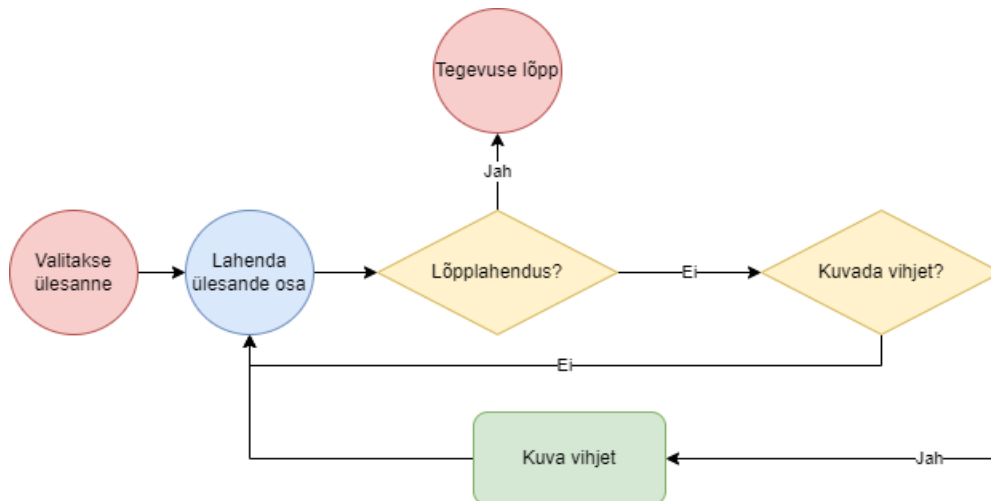 Tegevuse lõpp
Jah
Valitakse
ülesanne
Lahenda
ülesande osa
Lõpplahendus?
Ei
Kuvada vihjet?
Ei
Kuva vihjet
Jah